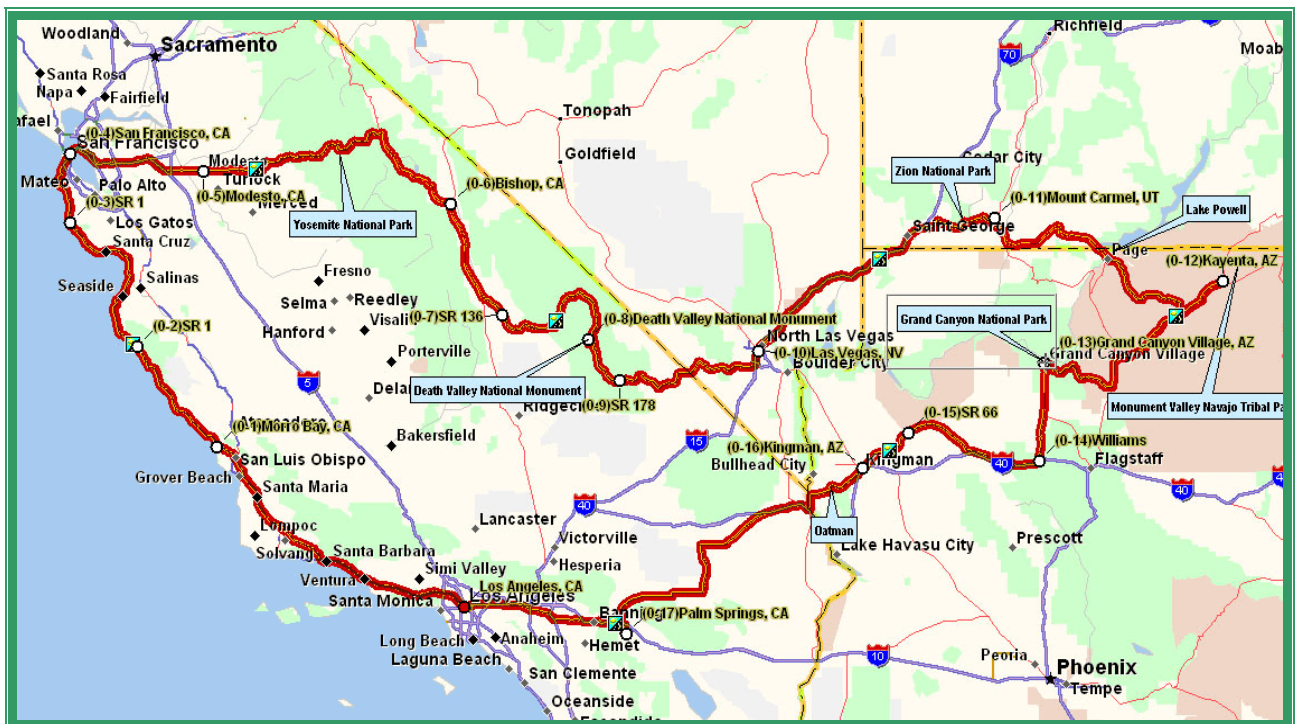 Richfield
Woodland
Sacramento
Moab
70
Santa Rosa
Napa
Fairfield
Tonopah
afael
(0-4)San Francisco, CA
San Francisco
Goldfield
Zion National Park
Cedar City
Modesto
Mateo
Palo Alto
Turlock
(0-6)Bishop, CA
(0-11)Mount Carmel, UT
(0-3)SR 1
(0-5)Modesto, CA
Merced
Lake Powell
Los Gatos
Yosemite National Park
Saint George
Santa Cruz
Page
(0-12)Kayenta, AZ
Salinas
Fresno
Seaside
Selma
Reedley
(0-7)SR 136
(0-8)Death Valley National Monument
Grand Canyon National Park
(0-2)SR 1
Hanford
Visali
North Las Vegas
(0-13)Grand Canyon Village, AZ
(0-10)Las Vegas, NV
Grand Canyon Village
Porterville
Boulder City
5
Delan
Death Valley National Monument
(0-9)SR 178
Monument Valley Navajo Tribal Pa
Ridgecre
(0-15)SR 66
Atascadero
(0-1)Morro Bay, CA
Bakersfield
15
(0-16)Kingman, AZ
(0-14)Williams
San Luis Obispo
Bullhead City
Kingman
40
Flagstaff
Grover Beach
Santa Maria
40
40
Lompoc
Lancaster
Oatman
Solvang
Victorville
Prescott
Santa Barbara
Lake Havasu City
Simi Valley
Hesperia
Ventura
Los Angeles, CA
Los Angeles
Santa Monica
Banning
(0-17)Palm Springs, CA
Long Beach
Anaheim
Hemet
10
Peoria
Phoenix
Laguna Beach
San Clemente
Tempe
Oceanside
Escondido